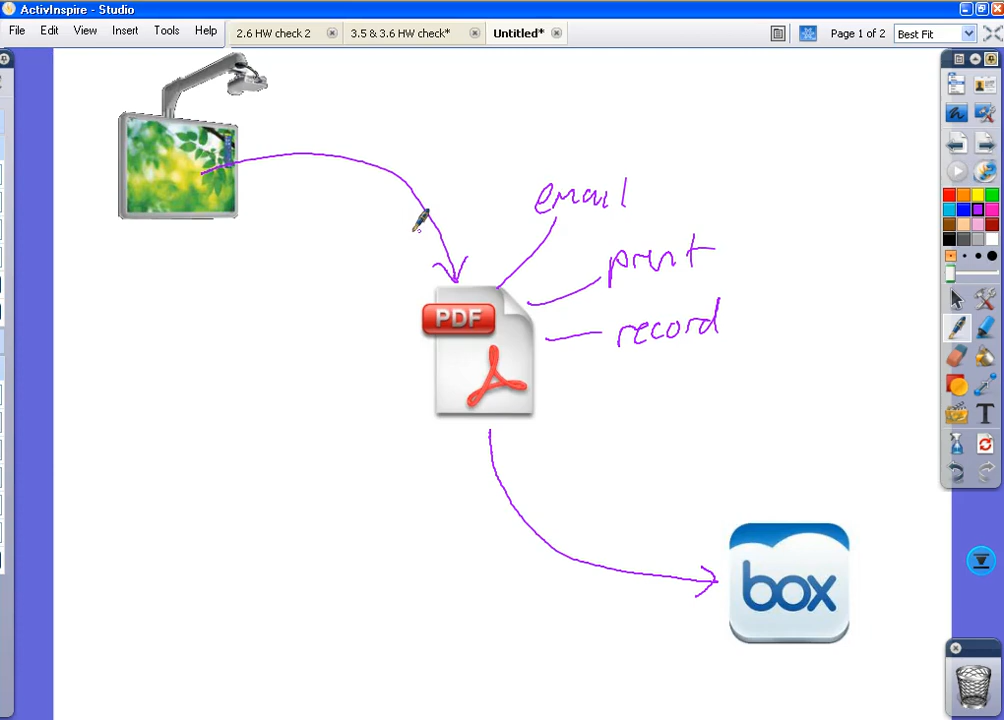 ActivInspire - Studio
File Edit View Insert Tools Help
2.6 HW check 2
3.5 & 3.6 HW check*
Untitled*
Page 1 of 2
Best Fit
email
print
record
PDF
box
T